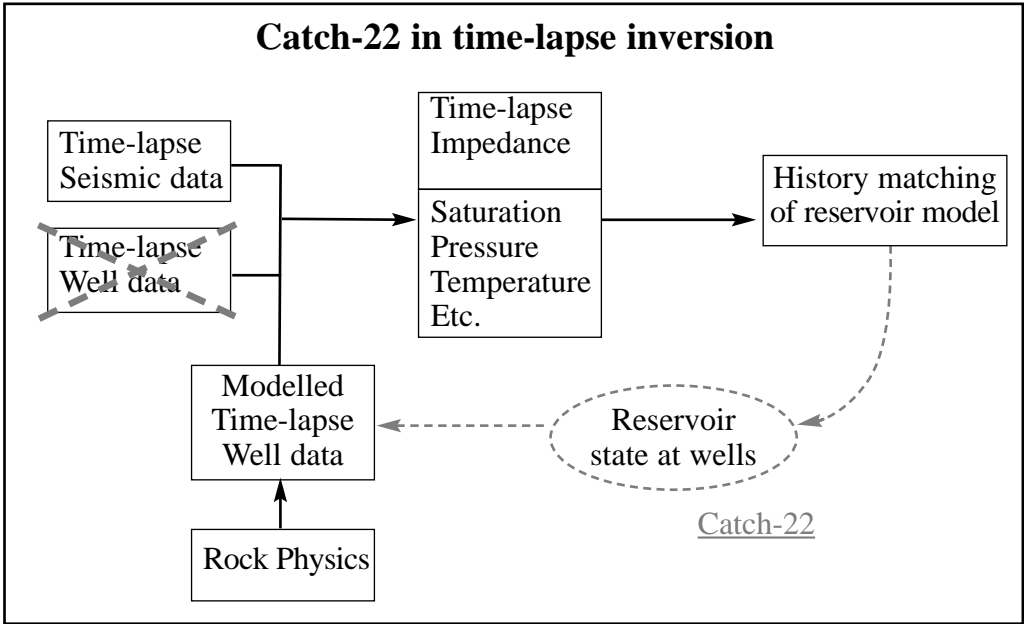 Catch-22 in time-lapse inversion
Time-lapse
Seismic data
Time-lapse
Well data
Time-lapse
Impedance
Saturation
Pressure
Temperature
Etc.
History matching
of reservoir model
Modelled
Time-lapse
Well data
Reservoir
state at wells
Catch-22
Rock Physics